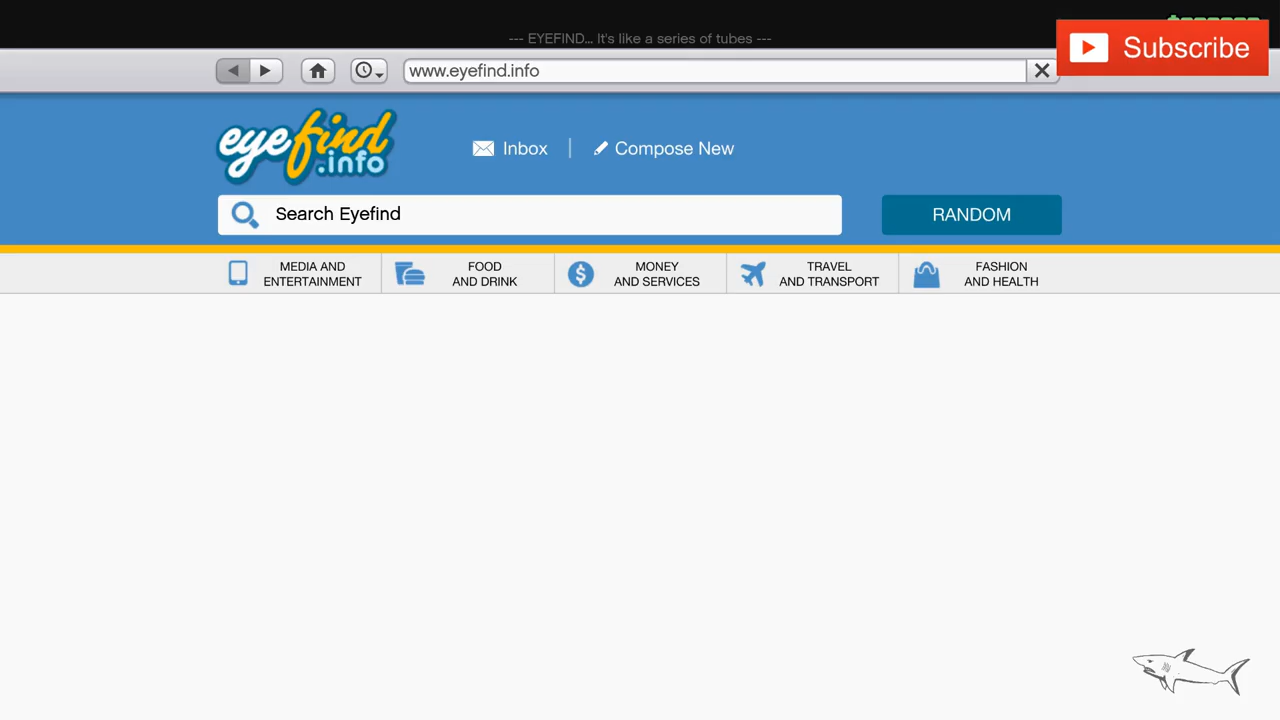 --- EYEFIND... It's like a series of tubes ---
Subscribe
www.eyefind.info
eyefind
.info
Inbox
Compose New
Search Eyefind
RANDOM
MEDIA AND
ENTERTAINMENT
FOOD
AND DRINK
MONEY
AND SERVICES
TRAVEL
AND TRANSPORT
FASHION
AND HEALTH